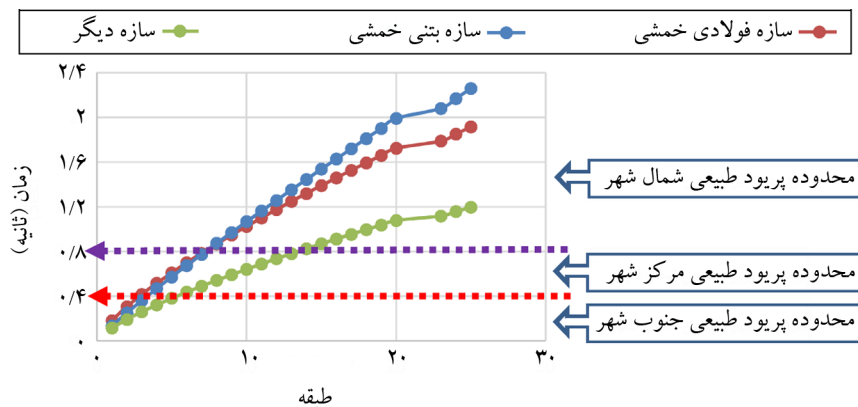 سازه فولادی خمشی سازه بتنی خمشی سازه دیگر
۲/۴
۲
۱/۶
۱/۲
۰/۸
۰/۴
۰
زمان (ثانیه)
محدوده پریود طبیعی شمال شهر
محدوده پریود طبیعی مرکز شهر
محدوده پریود طبیعی جنوب شهر
۰ ۱۰ ۲۰ ۳۰
طبقه